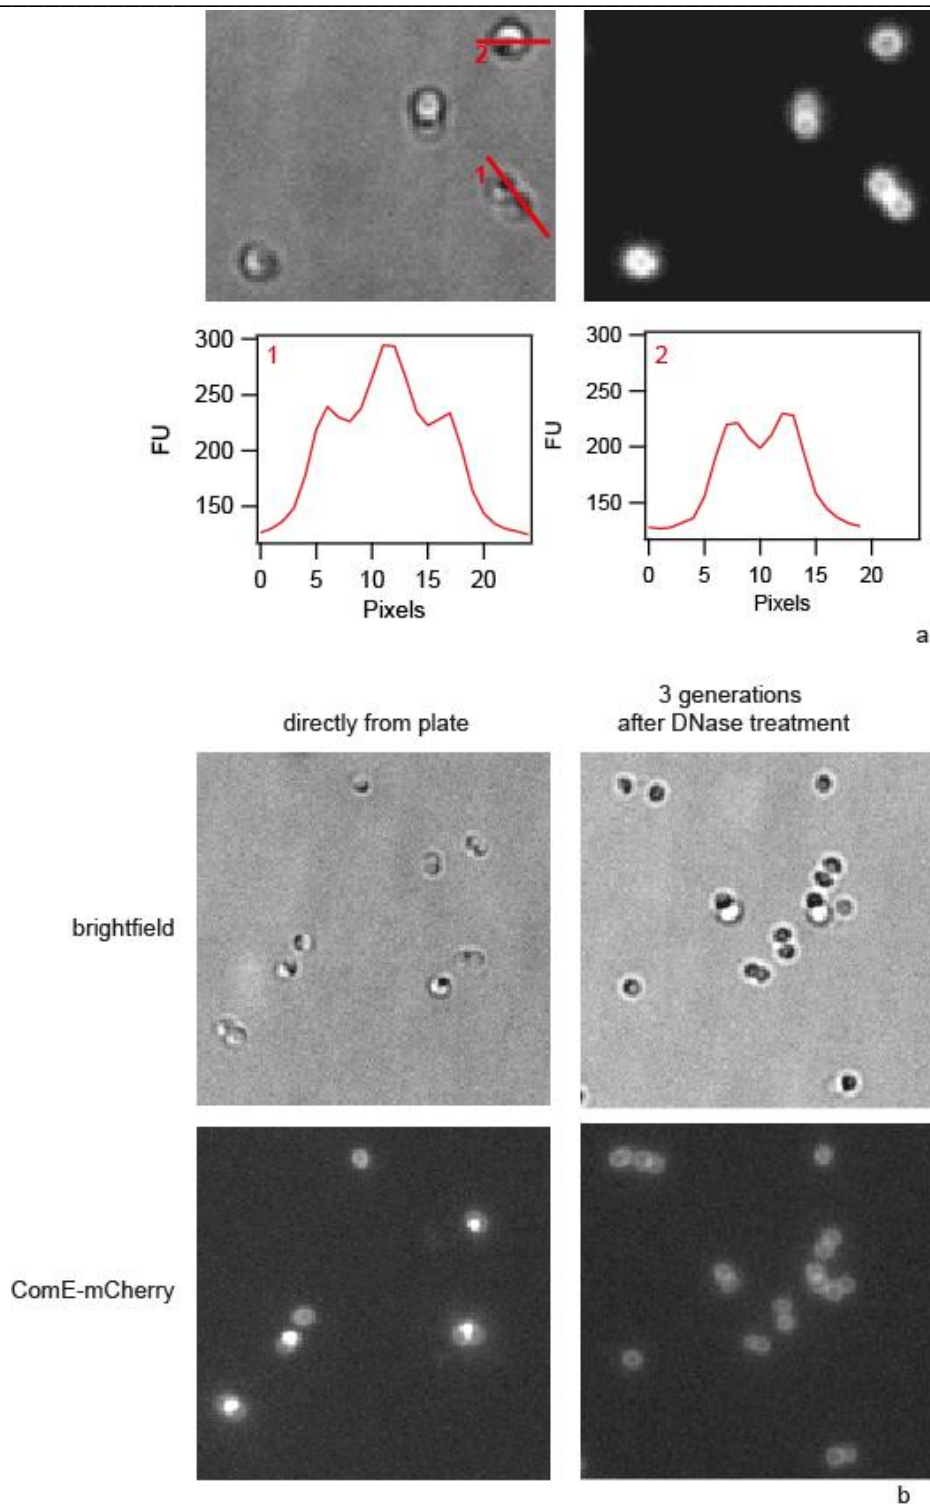 2
1
300
250
200
150
FU
1
0 5 10 15 20
Pixels
300
250
200
150
FU
2
0 5 10 15 20
Pixels
a
directly from plate
3 generations
after DNase treatment
brightfield
ComE-mCherry
b